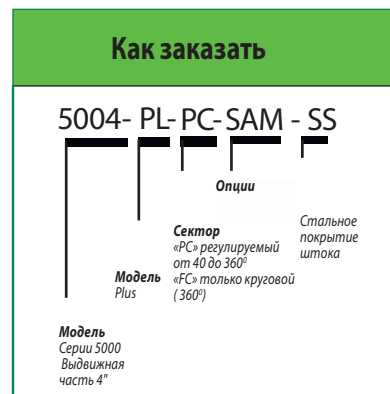 Как заказать
5004- PL- PC- SAM - SS
Опции
Стальное
покрытие
штока
Сектор
«PC» регулируемый
от 40 до 360⁰
«FC» только круговой
( 360⁰)
Модель
Plus
Модель
Серии 5000
Выдвижная
часть 4"